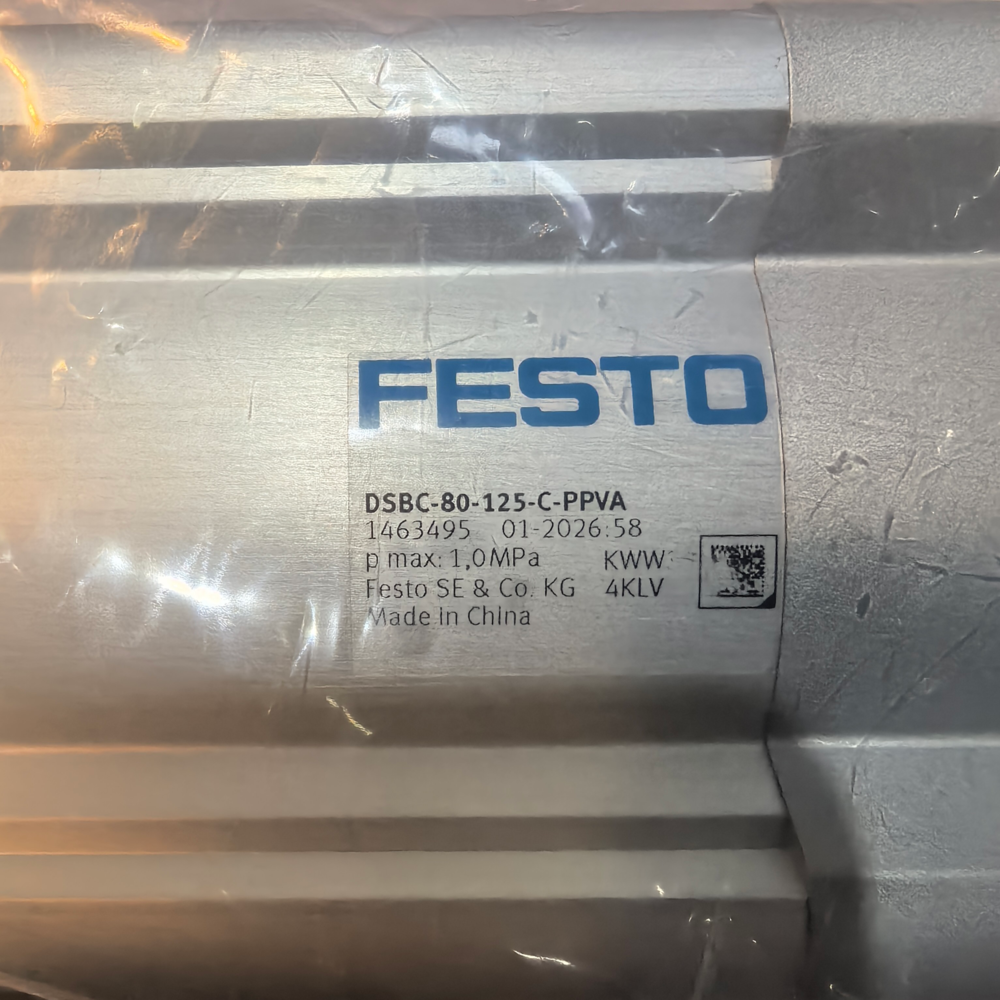 FESTO
DSBC-80-125-C-PPVA
1463495 01-2026:58
p max: 1,0MPa KWW
Festo SE & Co. KG 4KLV
Made in China